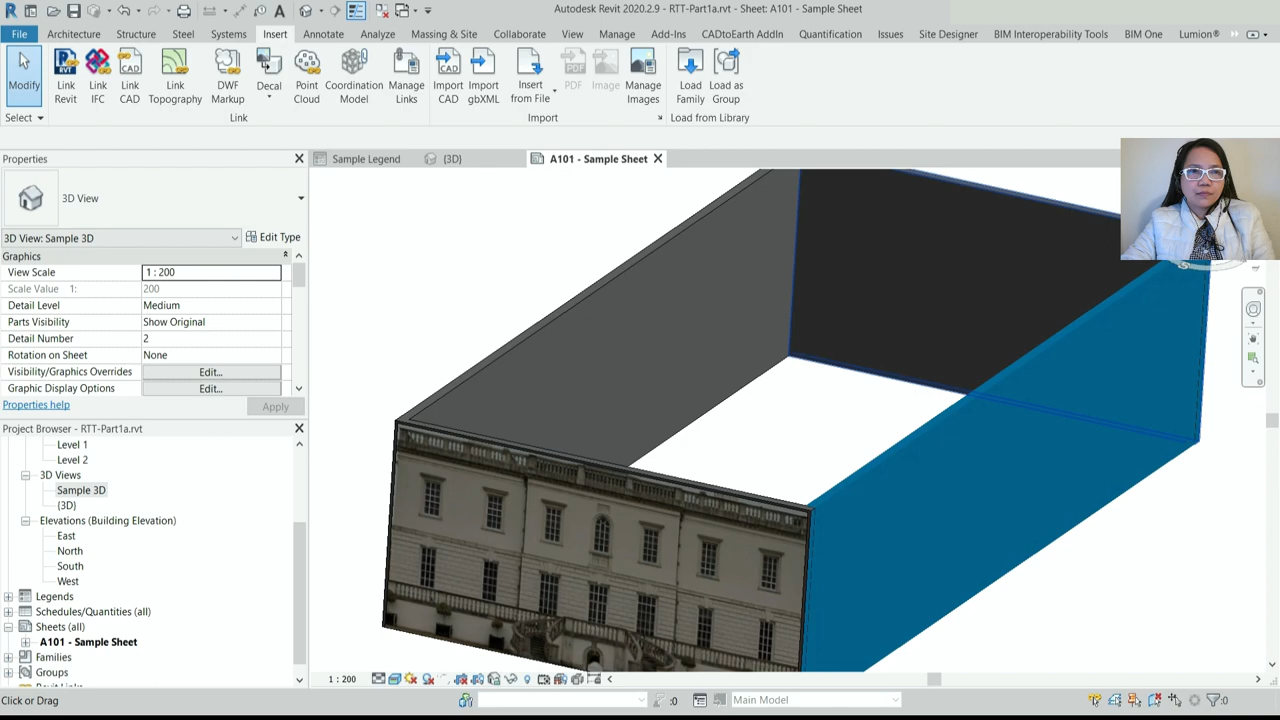 Autodesk Revit 2020.2.9 - RTT-Part1a.rvt - Sheet: A101 - Sample Sheet
File Architecture Structure Steel Systems Insert Annotate Analyze Massing & Site Collaborate View Manage Add-Ins CADtoEarth AddIn Quantification Issues Site Designer BIM Interoperability Tools BIM One Lumion®
Modify Link Revit Link IFC Link CAD Link Topography DWF Markup Decal Point Cloud Coordination Model Manage Links Import CAD Import gbXML Insert from File PDF Image Manage Images Load Family Load as Group
Select Link Import Load from Library
Properties
Sample Legend {3D} A101 - Sample Sheet
3D View
3D View: Sample 3D Edit Type
Graphics
View Scale 1 : 200
Scale Value 1: 200
Detail Level Medium
Parts Visibility Show Original
Detail Number 2
Rotation on Sheet None
Visibility/Graphics Overrides Edit...
Graphic Display Options Edit...
Properties help Apply
Project Browser - RTT-Part1a.rvt
Level 1
Level 2
3D Views
Sample 3D
{3D}
Elevations (Building Elevation)
East
North
South
West
Legends
Schedules/Quantities (all)
Sheets (all)
A101 - Sample Sheet
Families
Groups
1 : 200
Click or Drag :0 Main Model :0